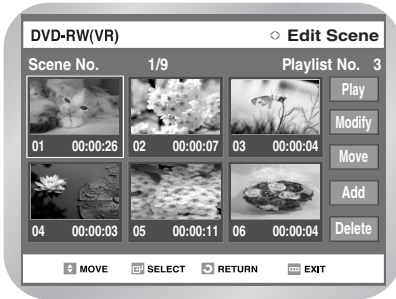 DVD-RW(VR) Edit Scene
Scene No. 1/9 Playlist No. 3
Play
Modify
Move
Add
Delete
01 00:00:26 02 00:00:07 03 00:00:04
04 00:00:03 05 00:00:11 06 00:00:04
MOVE SELECT RETURN EXIT